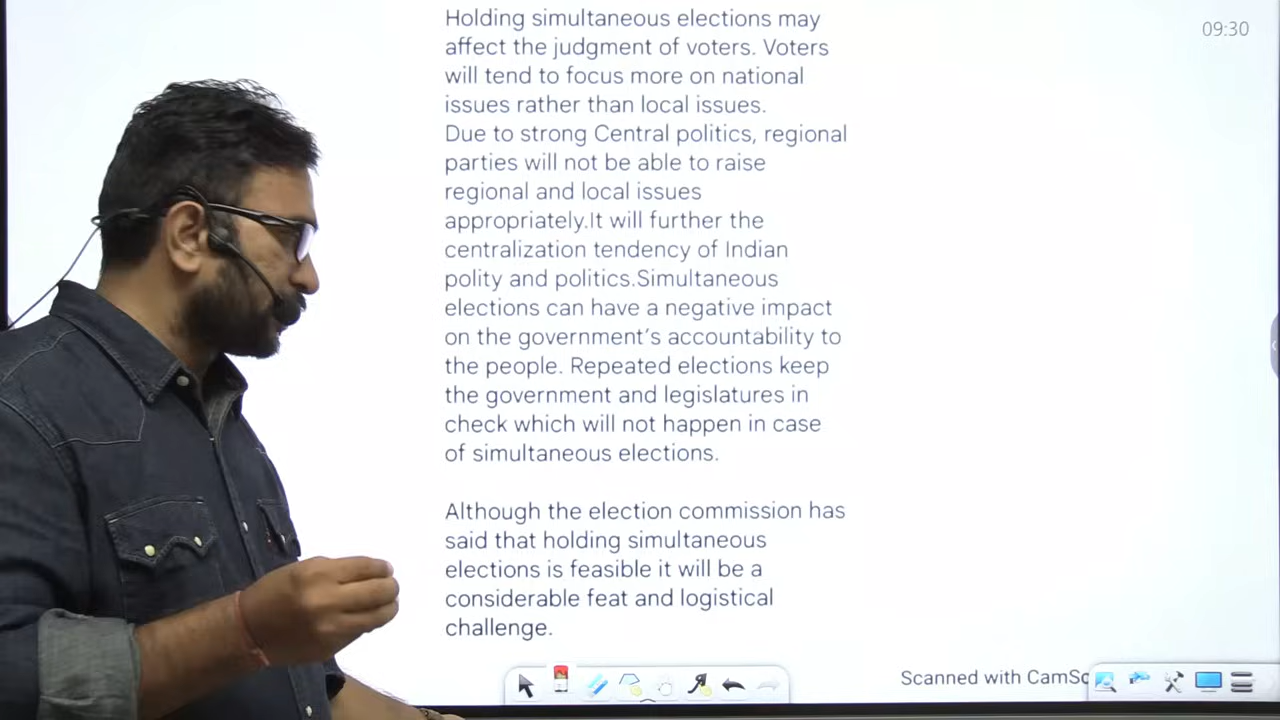 Holding simultaneous elections may
affect the judgment of voters. Voters
will tend to focus more on national
issues rather than local issues.
Due to strong Central politics, regional
parties will not be able to raise
regional and local issues
appropriately.It will further the
centralization tendency of Indian
polity and politics.Simultaneous
elections can have a negative impact
on the government's accountability to
the people. Repeated elections keep
the government and legislatures in
check which will not happen in case
of simultaneous elections.
Although the election commission has
said that holding simultaneous
elections is feasible it will be a
considerable feat and logistical
challenge.
09:30
Scanned with CamSc